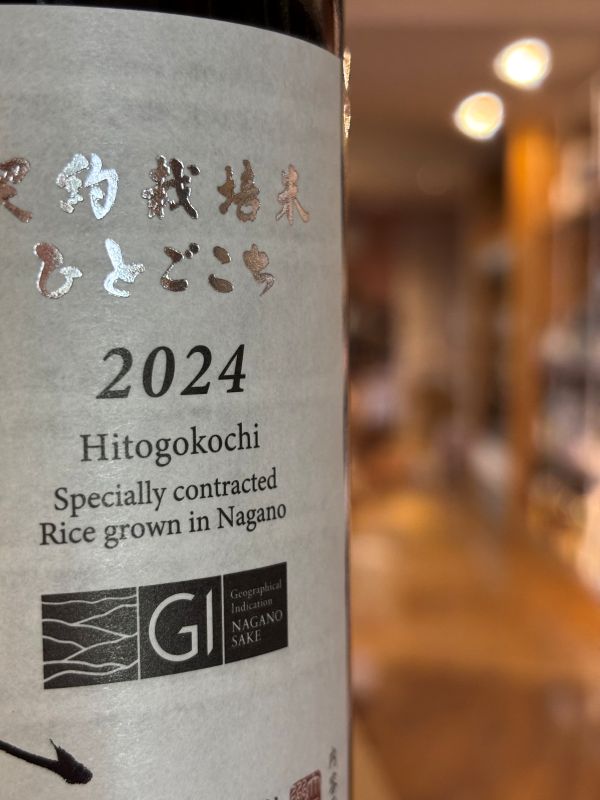 契約栽培米
ひとごこち
2024
Hitogokochi
Specially contracted
Rice grown in Nagano
GI
Geographical
Indication
NAGANO
SAKE